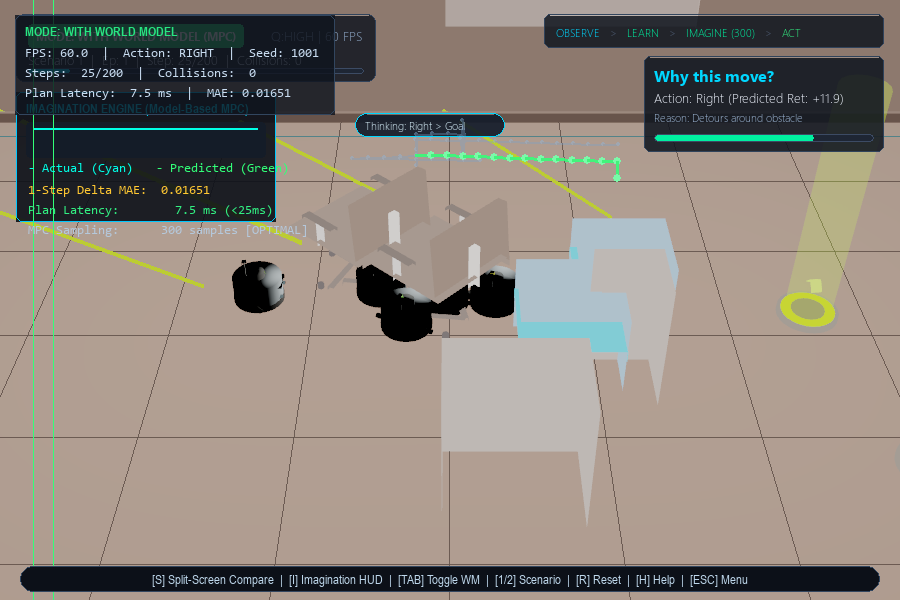 MODE: WITH WORLD MODEL
FPS: 60.0 | Action: RIGHT | Seed: 1001
Steps: 25/200 | Collisions: 0
Plan Latency: 7.5 ms | MAE: 0.01651
IMAGINATION ENGINE (Model-Based MPC)
- Actual (Cyan) - Predicted (Green)
1-Step Delta MAE: 0.01651
Plan Latency: 7.5 ms (<25ms)
MPC Sampling: 300 samples [OPTIMAL]
Thinking: Right > Goal
OBSERVE > LEARN > IMAGINE (300) > ACT
Why this move?
Action: Right (Predicted Ret: +11.9)
Reason: Detours around obstacle
[S] Split-Screen Compare | [I] Imagination HUD | [TAB] Toggle WM | [1/2] Scenario | [R] Reset | [H] Help | [ESC] Menu